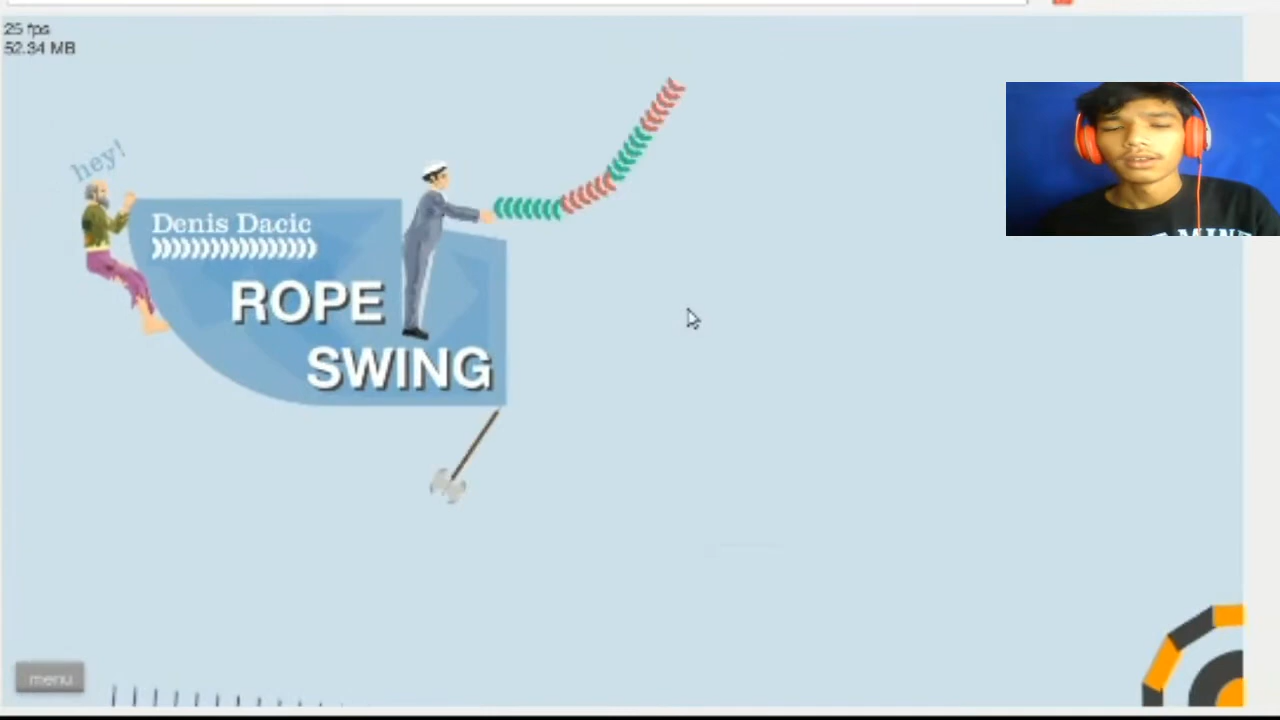 25 fps
52.34 MB
hey!
Denis Dacic
ROPE
SWING
menu